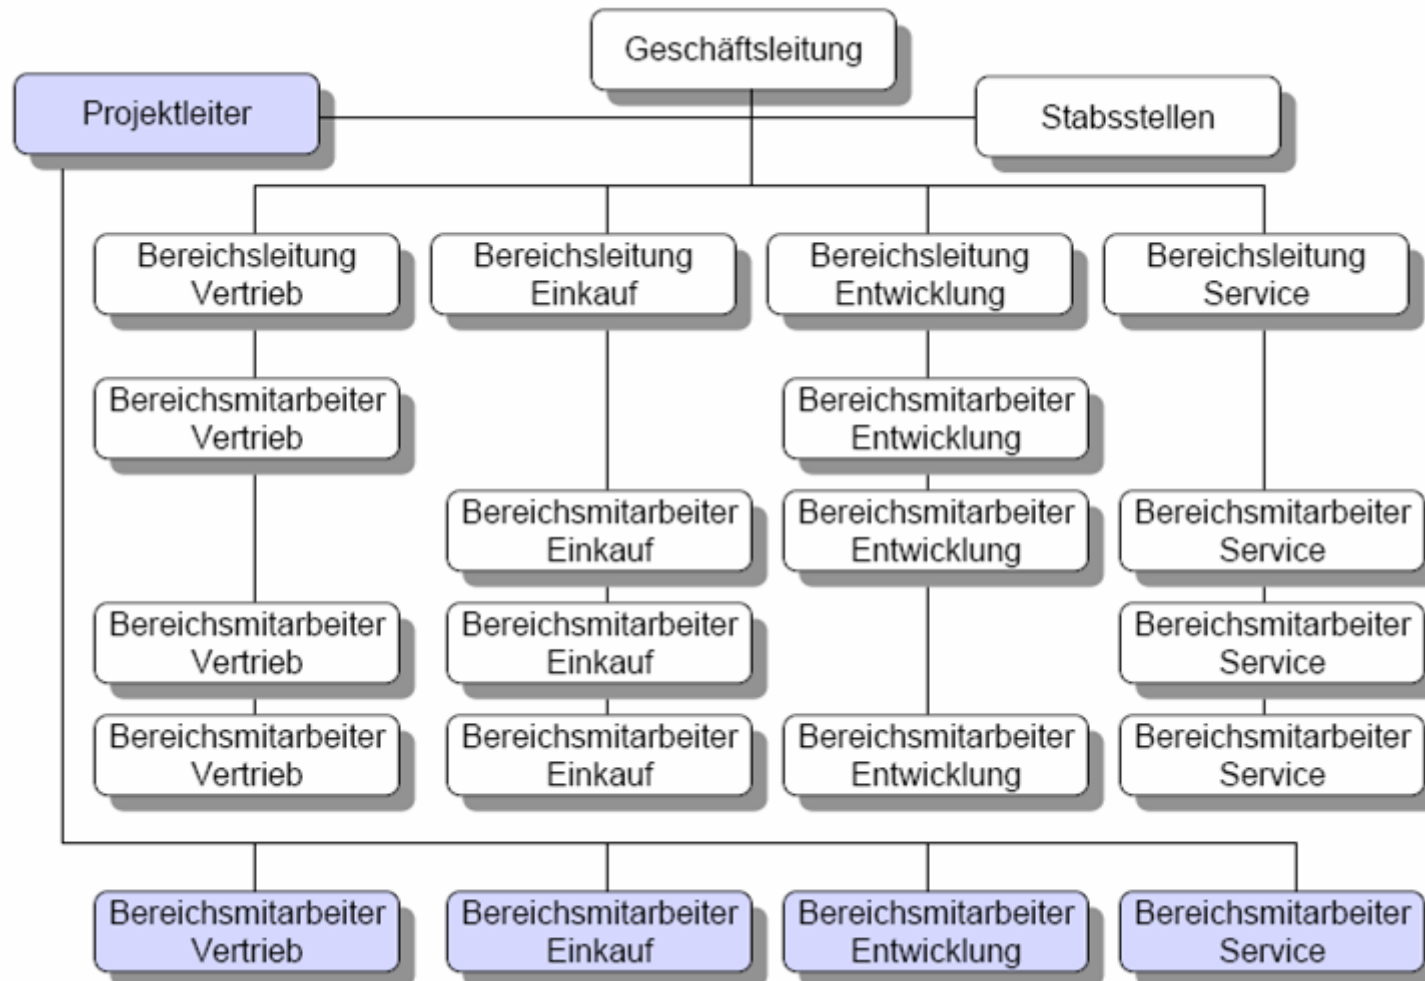 Geschäftsleitung
Projektleiter
Stabsstellen
Bereichsleitung
Vertrieb
Bereichsleitung
Einkauf
Bereichsleitung
Entwicklung
Bereichsleitung
Service
Bereichsmitarbeiter
Vertrieb
Bereichsmitarbeiter
Entwicklung
Bereichsmitarbeiter
Einkauf
Bereichsmitarbeiter
Entwicklung
Bereichsmitarbeiter
Service
Bereichsmitarbeiter
Vertrieb
Bereichsmitarbeiter
Einkauf
Bereichsmitarbeiter
Service
Bereichsmitarbeiter
Vertrieb
Bereichsmitarbeiter
Einkauf
Bereichsmitarbeiter
Entwicklung
Bereichsmitarbeiter
Service
Bereichsmitarbeiter
Vertrieb
Bereichsmitarbeiter
Einkauf
Bereichsmitarbeiter
Entwicklung
Bereichsmitarbeiter
Service